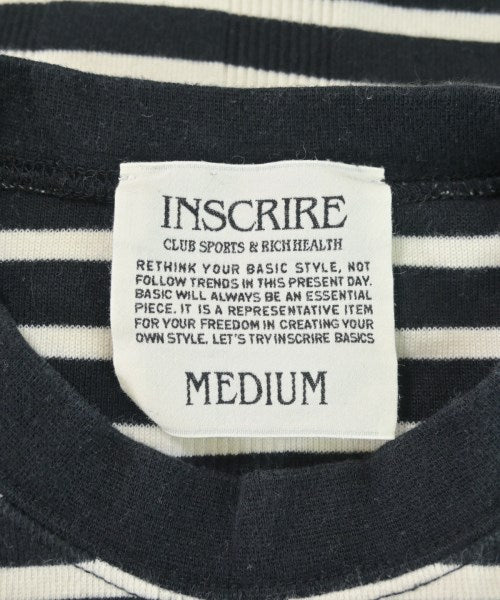 INSCRIRE
CLUB SPORTS & RICH HEALTH
RETHINK YOUR BASIC STYLE, NOT
FOLLOW TRENDS IN THIS PRESENT DAY.
BASIC WILL ALWAYS BE AN ESSENTIAL
PIECE. IT IS A REPRESENTATIVE ITEM
FOR YOUR FREEDOM IN CREATING YOUR
OWN STYLE. LET'S TRY INSCRIRE BASICS
MEDIUM